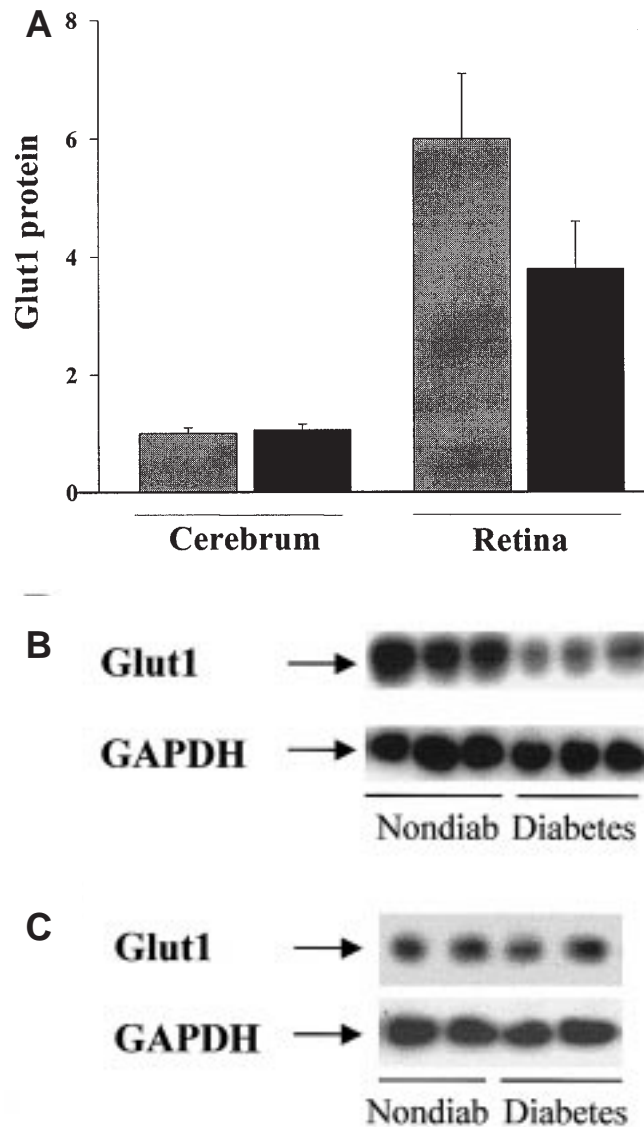 A
8
6
4
2
0
Glut1 protein
Cerebrum Retina
B
Glut1
GAPDH
Nondiab Diabetes
C
Glut1
GAPDH
Nondiab Diabetes